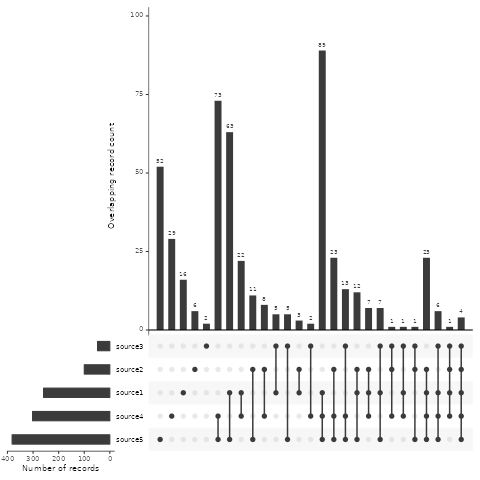 100
75
50
25
0
Overlapping record count
52 29 16 6 2 73 63 22 11 8 5 5 3 2 89 23 13 12 7 7 1 1 1 23 6 1 4
source3
source2
source1
source4
source5
400 300 200 100 0
Number of records